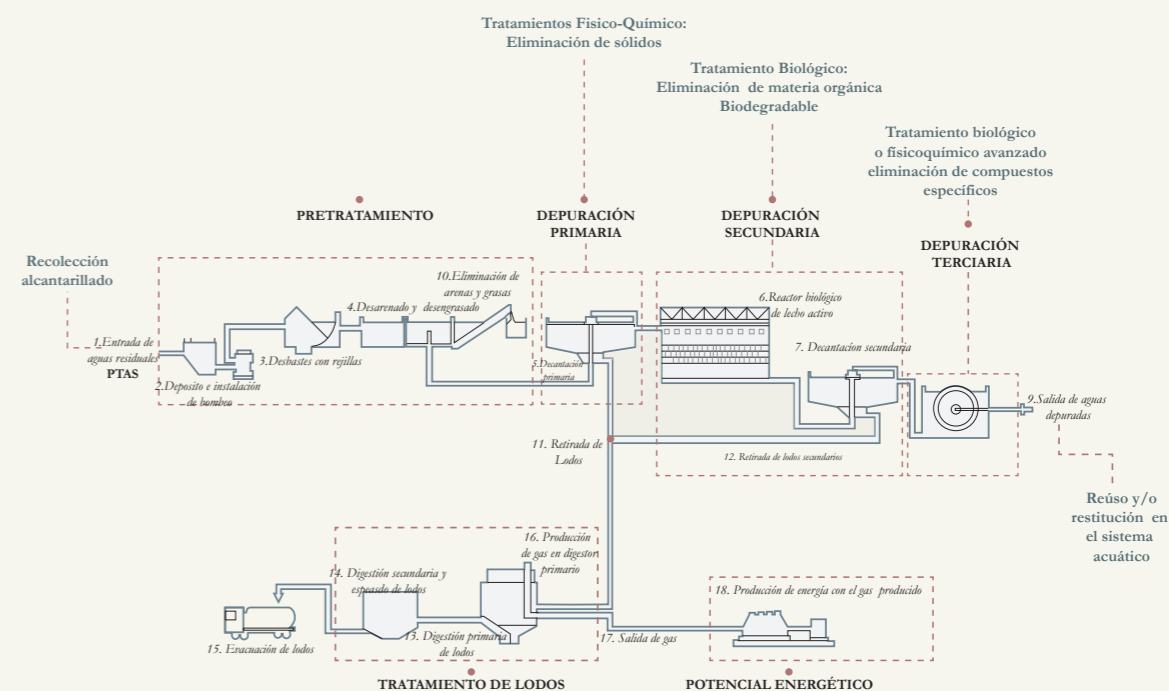 Tratamientos Fisico-Químico:
Eliminación de sólidos
Tratamiento Biológico:
Eliminación de materia orgánica
Biodegradable
Tratamiento biológico
o físicoquímico avanzado
eliminación de compuestos
específicos
PRETRATAMIENTO
DEPURACIÓN
PRIMARIA
DEPURACIÓN
SECUNDARIA
DEPURACIÓN
TERCIARIA
Recolección
alcantarillado
1.Entrada de
aguas residuales
PTAS
2.Deposito e instalación
de bombeo
3.Desbastes con rejillas
4.Desarenado y desengrasado
10.Eliminación de
arenas y grasas
5.Decantación
primaria
6.Reactor biológico
de lecho activo
7. Decantacion secundaria
9.Salida de aguas
depuradas
11. Retirada de
Lodos
12. Retirada de lodos secundarios
Reúso y/o
restitución en
el sistema
acuático
16. Producción
de gas en digestor
primario
14. Digestión secundaria y
espeasdo de lodos
13. Digestión primaria
de lodos
15. Evacuación de lodos
17. Salida de gas
18. Producción de energía con el gas producido
TRATAMIENTO DE LODOS
POTENCIAL ENERGÉTICO